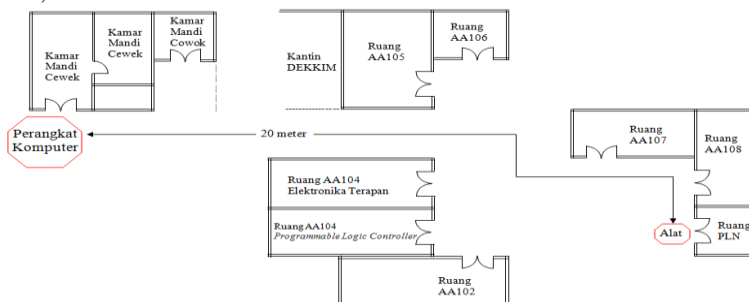 Kamar
Mandi
Cewek
Kamar
Mandi
Cewek
Kamar
Mandi
Cowok
Kantin
DEKKIM
Ruang
AA105
Ruang
AA106
Perangkat
Komputer
20 meter
Ruang
AA107
Ruang
AA108
Ruang AA104
Elektronika Terapan
Ruang AA104
Programmable Logic Controller
Alat
Ruang
PLN
Ruang
AA102